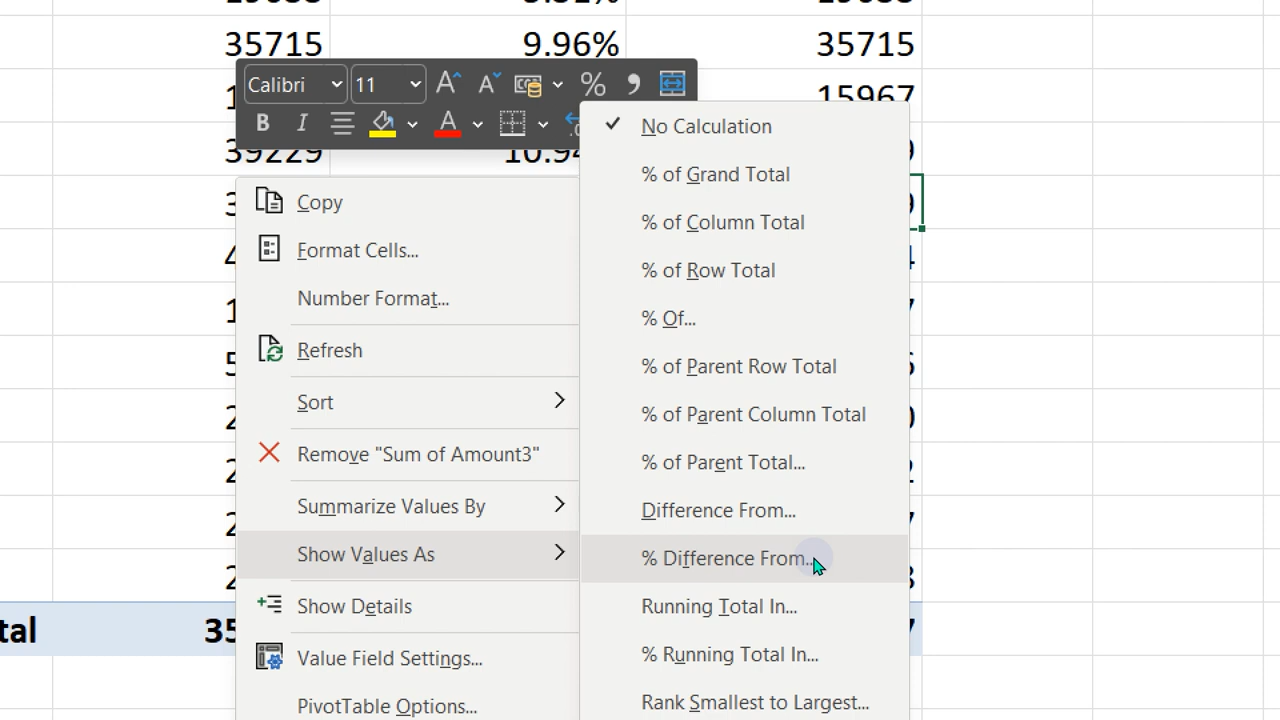 35715 9.96% 35715
Calibri 11
15967
B I A
39229
No Calculation
% of Grand Total
% of Column Total
% of Row Total
% Of...
% of Parent Row Total
% of Parent Column Total
% of Parent Total...
Difference From...
% Difference From...
Running Total In...
% Running Total In...
Rank Smallest to Largest...
Copy
Format Cells...
Number Format...
Refresh
Sort
Remove "Sum of Amount3"
Summarize Values By
Show Values As
Show Details
Value Field Settings...
PivotTable Options...
tal 35